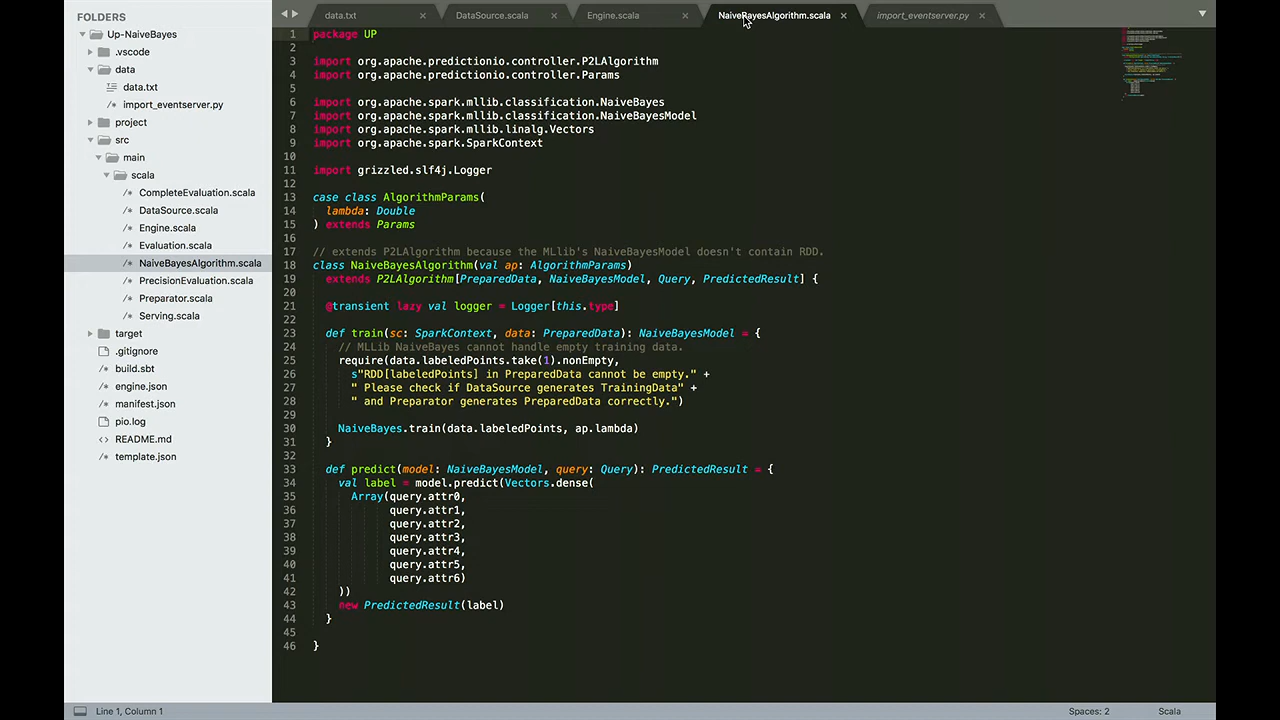 FOLDERS
Up-NaiveBayes
.vscode
data
data.txt
import_eventserver.py
project
src
main
scala
CompleteEvaluation.scala
DataSource.scala
Engine.scala
Evaluation.scala
NaiveBayesAlgorithm.scala
PrecisionEvaluation.scala
Preparator.scala
Serving.scala
target
.gitignore
build.sbt
engine.json
manifest.json
pio.log
README.md
template.json
data.txt DataSource.scala Engine.scala NaiveBayesAlgorithm.scala import_eventserver.py
1 package UP
2
3 import org.apache.predictionio.controller.P2LAlgorithm
4 import org.apache.predictionio.controller.Params
5
6 import org.apache.spark.mllib.classification.NaiveBayes
7 import org.apache.spark.mllib.classification.NaiveBayesModel
8 import org.apache.spark.mllib.linalg.Vectors
9 import org.apache.spark.SparkContext
10
11 import grizzled.slf4j.Logger
12
13 case class AlgorithmParams(
14 lambda: Double
15 ) extends Params
16
17 // extends P2LAlgorithm because the MLlib's NaiveBayesModel doesn't contain RDD.
18 class NaiveBayesAlgorithm(val ap: AlgorithmParams)
19 extends P2LAlgorithm[PreparedData, NaiveBayesModel, Query, PredictedResult] {
20
21 @transient lazy val logger = Logger[this.type]
22
23 def train(sc: SparkContext, data: PreparedData): NaiveBayesModel = {
24 // MLLib NaiveBayes cannot handle empty training data.
25 require(data.labeledPoints.take(1).nonEmpty,
26 s"RDD[labeledPoints] in PreparedData cannot be empty." +
27 " Please check if DataSource generates TrainingData" +
28 " and Preparator generates PreparedData correctly.")
29
30 NaiveBayes.train(data.labeledPoints, ap.lambda)
31 }
32
33 def predict(model: NaiveBayesModel, query: Query): PredictedResult = {
34 val label = model.predict(Vectors.dense(
35 Array(query.attr0,
36 query.attr1,
37 query.attr2,
38 query.attr3,
39 query.attr4,
40 query.attr5,
41 query.attr6)
42 ))
43 new PredictedResult(label)
44 }
45
46 }
Line 1, Column 1 Spaces: 2 Scala